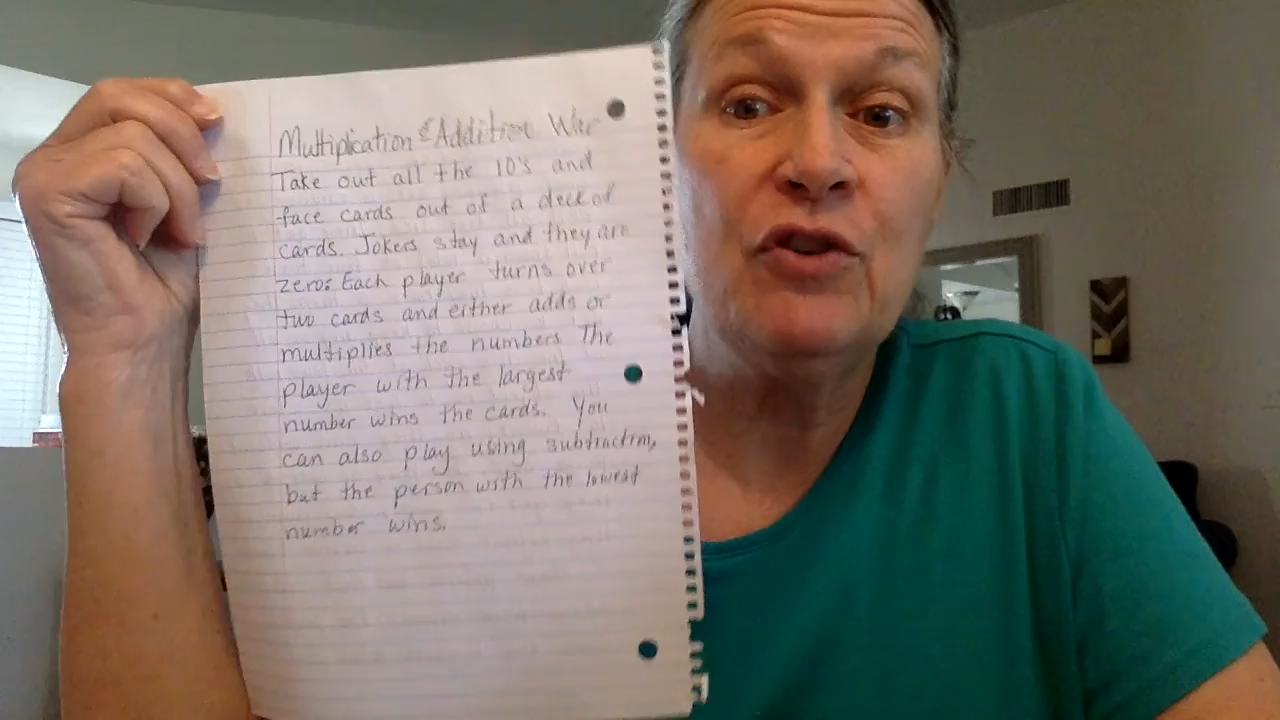 Multiplication & Addition War
Take out all the 10's and
face cards out of a deck of
cards. Jokers stay and they are
zero. Each player turns over
two cards and either adds or
multiplies the numbers The
player with the largest
number wins the cards. You
can also play using subtraction,
but the person with the lowest
number wins.